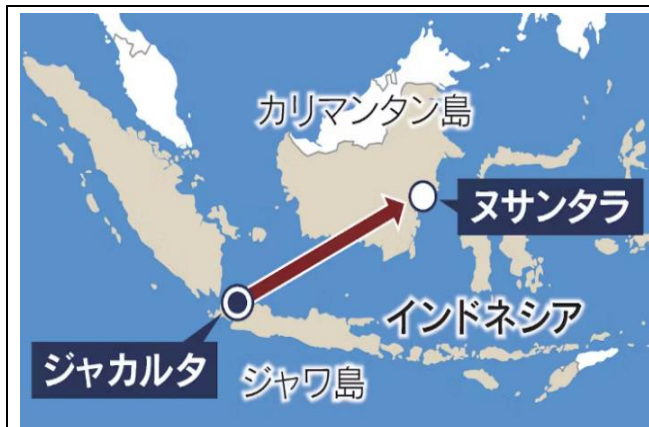 カリマンタン島
ヌサンタラ
インドネシア
ジャカルタ
ジャワ島